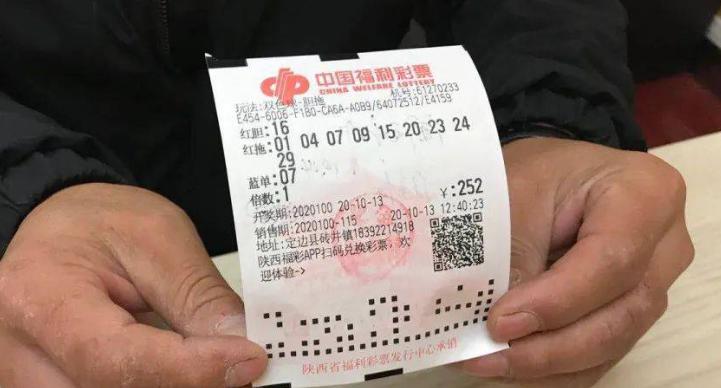 中国福利彩票
CHINA WELFARE LOTTERY
玩法:双色球-胆拖 机号:61270233
E454-6006-F1B0-CA6A-A0B9/64072512/E4159
红胆:16
红拖:01 04 07 09 15 20 23 24
29
蓝单:07
倍数:1 ¥:252
开奖期:2020100 20-10-13
销售期:2020100-115 20-10-13 12:40:23
地址:定边县砖井镇18392214918
陕西福彩APP扫码兑换彩票,欢
迎体验->
陕西省福利彩票发行中心承销